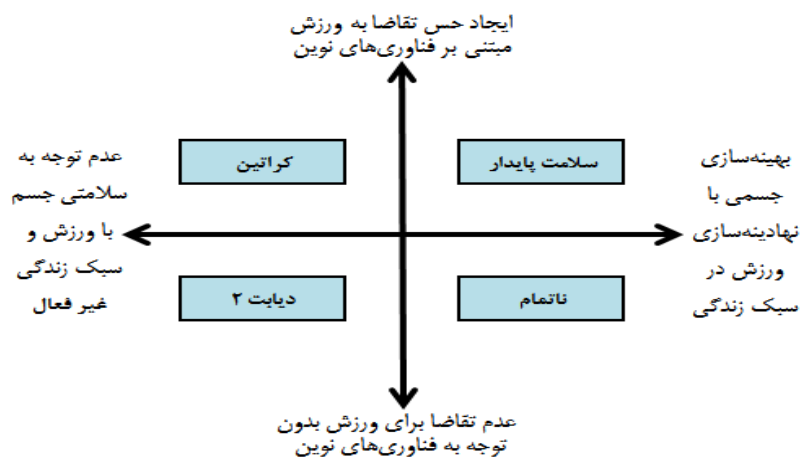 ایجاد حس تقاضا به ورزش
مبتنی بر فناوری‌های نوین
بهینه‌سازی
جسمی با
نهادینه‌سازی
ورزش در
سبک زندگی
سلامت پایدار
کراتین
عدم توجه به
سلامتی جسم
با ورزش و
سبک زندگی
غیر فعال
ناتمام
دیابت ۲
عدم تقاضا برای ورزش بدون
توجه به فناوری‌های نوین